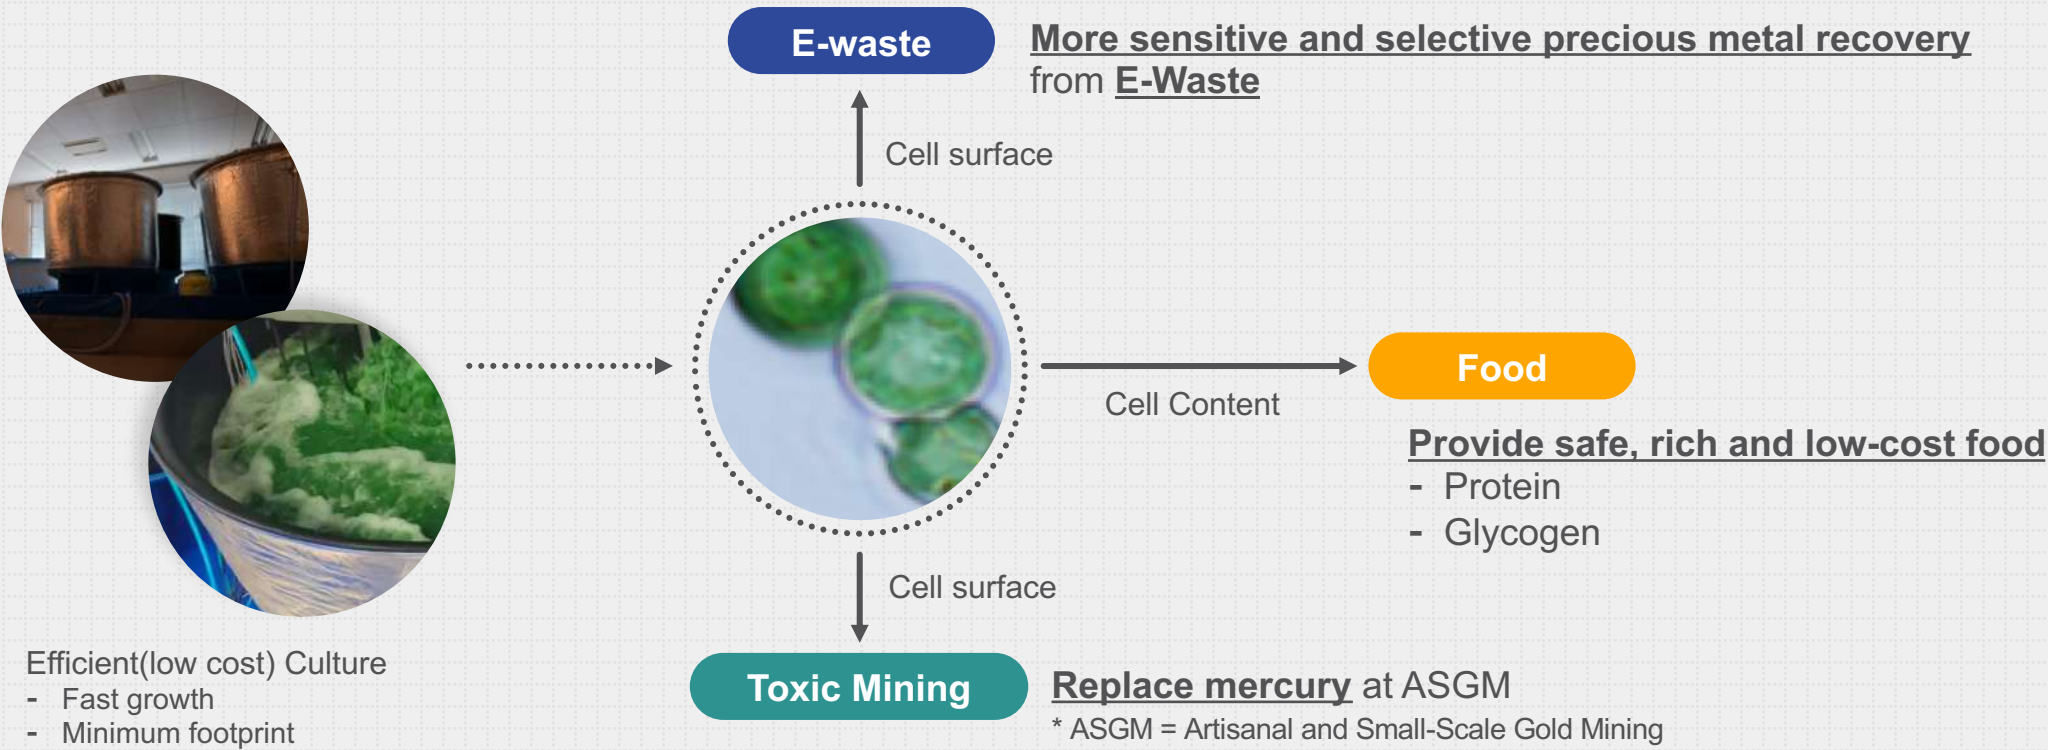 E-waste
More sensitive and selective precious metal recovery
from E-Waste
Cell surface
Cell Content
Food
Provide safe, rich and low-cost food
- Protein
- Glycogen
Cell surface
Toxic Mining
Replace mercury at ASGM
* ASGM = Artisanal and Small-Scale Gold Mining
Efficient(low cost) Culture
- Fast growth
- Minimum footprint